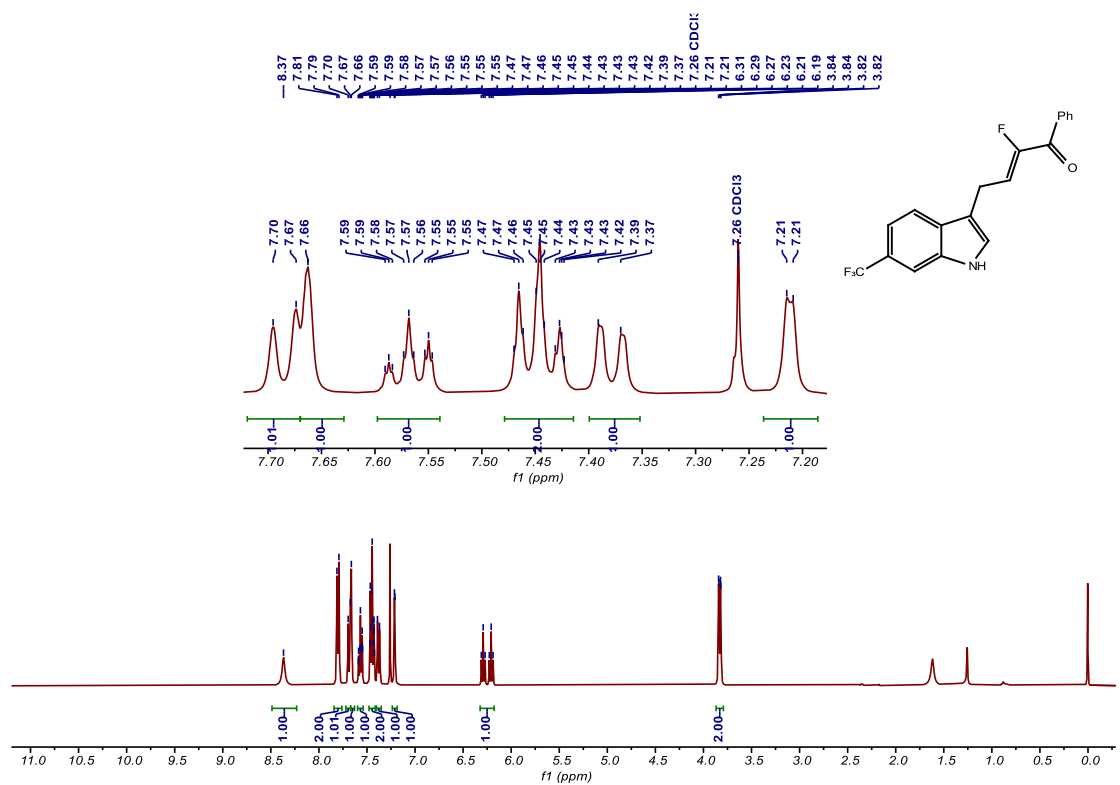 8.37 7.81 7.79 7.70 7.67 7.66 7.59 7.59 7.58 7.57 7.57 7.56 7.55 7.55 7.55 7.47 7.47 7.46 7.45 7.45 7.44 7.43 7.43 7.43 7.42 7.39 7.37 7.26 CDCl3 7.21 7.21 6.31 6.29 6.27 6.23 6.21 6.19 3.84 3.84 3.82 3.82
Ph
F
O
NH
F₃C
7.70 7.67 7.66 7.59 7.59 7.58 7.57 7.57 7.56 7.55 7.55 7.55 7.47 7.47 7.46 7.45 7.45 7.44 7.43 7.43 7.43 7.42 7.39 7.37 7.26 CDCl3 7.21 7.21
1.01 1.00 1.00 2.00 1.00 1.00
7.70 7.65 7.60 7.55 7.50 7.45 7.40 7.35 7.30 7.25 7.20
f1 (ppm)
1.00 2.00 1.01 1.00 1.00 2.00 1.00 1.00 1.00 2.00
11.0 10.5 10.0 9.5 9.0 8.5 8.0 7.5 7.0 6.5 6.0 5.5 5.0 4.5 4.0 3.5 3.0 2.5 2.0 1.5 1.0 0.5 0.0
f1 (ppm)